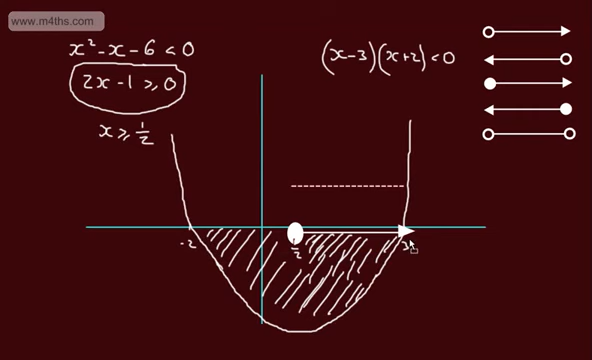 www.m4ths.com
x² - x - 6 < 0
(x-3)(x+2) < 0
2x - 1 ⩾ 0
x ⩾ 1/2
-2
1/2
3